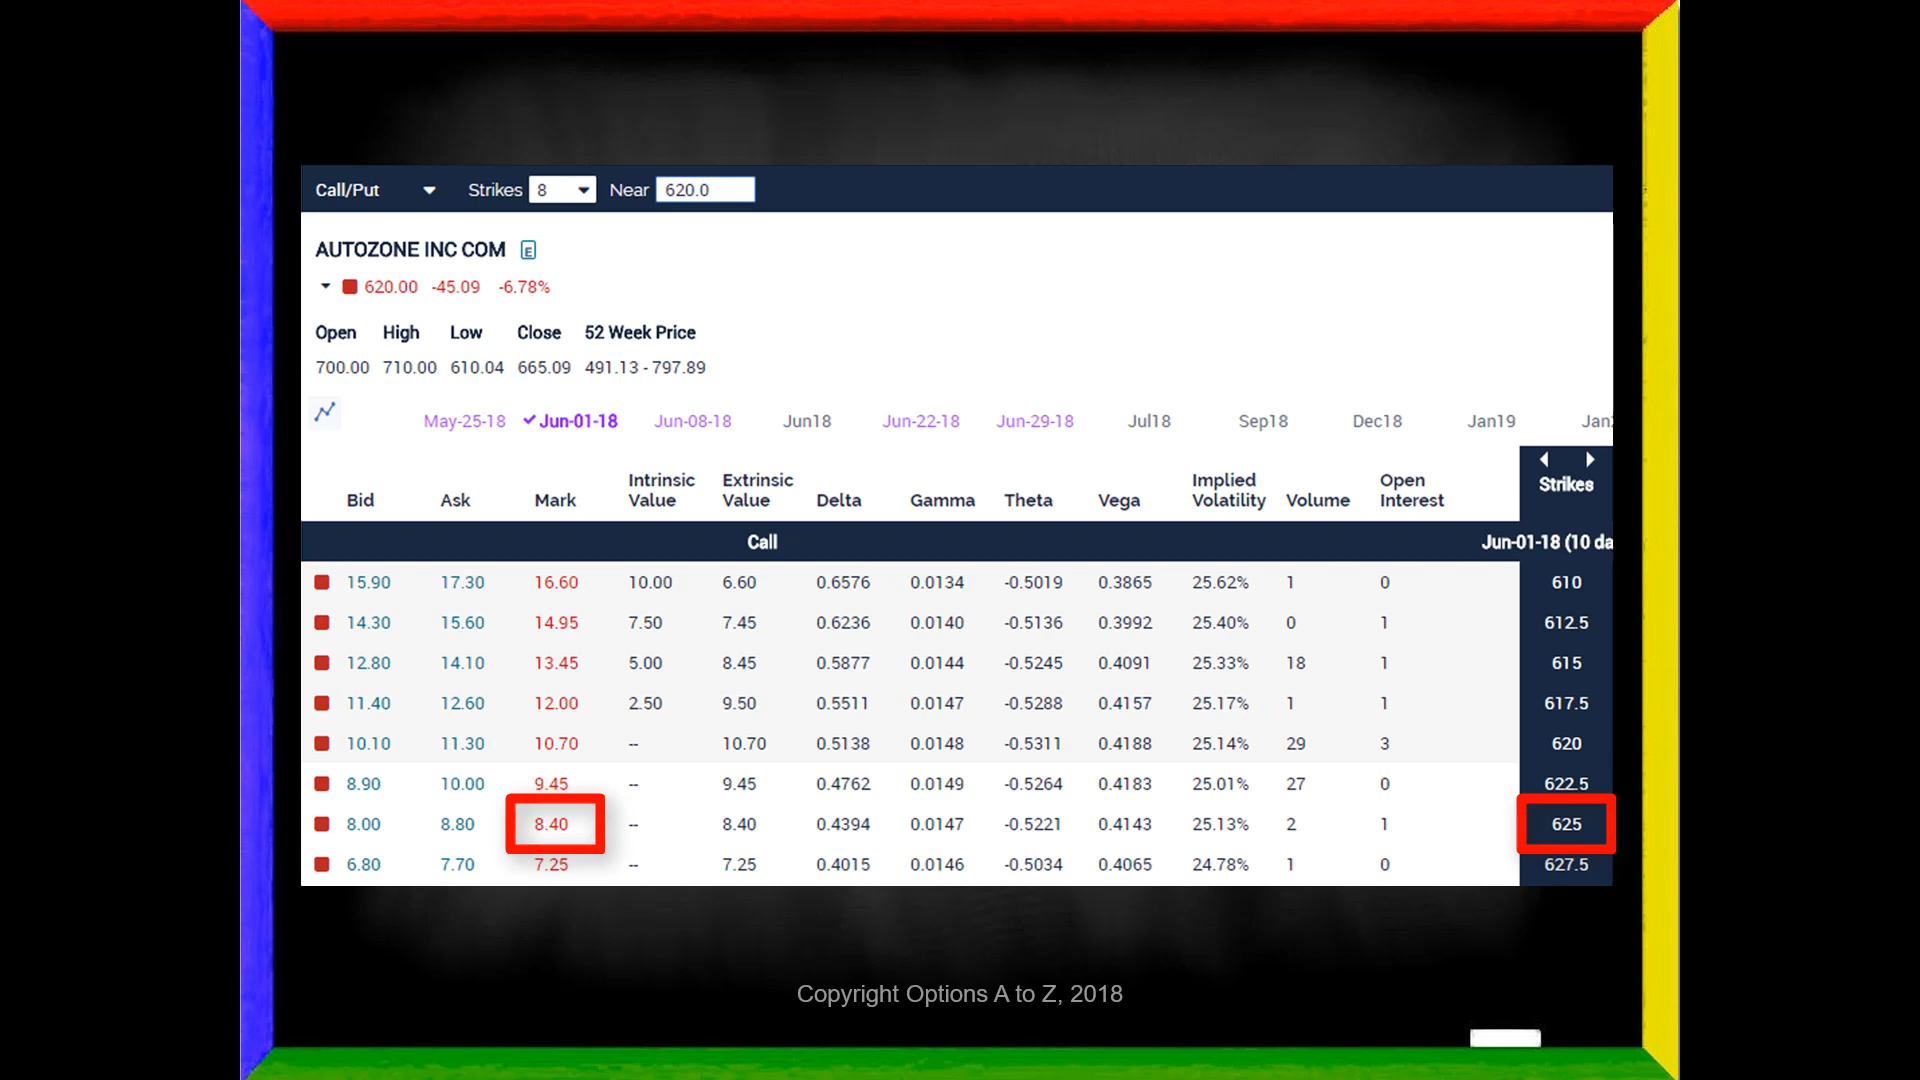 Call/Put Strikes 8 Near 620.0
AUTOZONE INC COM E
620.00 -45.09 -6.78%
Open High Low Close 52 Week Price
700.00 710.00 610.04 665.09 491.13 - 797.89
May-25-18 Jun-01-18 Jun-08-18 Jun18 Jun-22-18 Jun-29-18 Jul18 Sep18 Dec18 Jan19
Bid Ask Mark Intrinsic Value Extrinsic Value Delta Gamma Theta Vega Implied Volatility Volume Open Interest Strikes
Call Jun-01-18 (10 da
15.90 17.30 16.60 10.00 6.60 0.6576 0.0134 -0.5019 0.3865 25.62% 1 0 610
14.30 15.60 14.95 7.50 7.45 0.6236 0.0140 -0.5136 0.3992 25.40% 0 1 612.5
12.80 14.10 13.45 5.00 8.45 0.5877 0.0144 -0.5245 0.4091 25.33% 18 1 615
11.40 12.60 12.00 2.50 9.50 0.5511 0.0147 -0.5288 0.4157 25.17% 1 1 617.5
10.10 11.30 10.70 -- 10.70 0.5138 0.0148 -0.5311 0.4188 25.14% 29 3 620
8.90 10.00 9.45 -- 9.45 0.4762 0.0149 -0.5264 0.4183 25.01% 27 0 622.5
8.00 8.80 8.40 -- 8.40 0.4394 0.0147 -0.5221 0.4143 25.13% 2 1 625
6.80 7.70 7.25 -- 7.25 0.4015 0.0146 -0.5034 0.4065 24.78% 1 0 627.5
Copyright Options A to Z, 2018